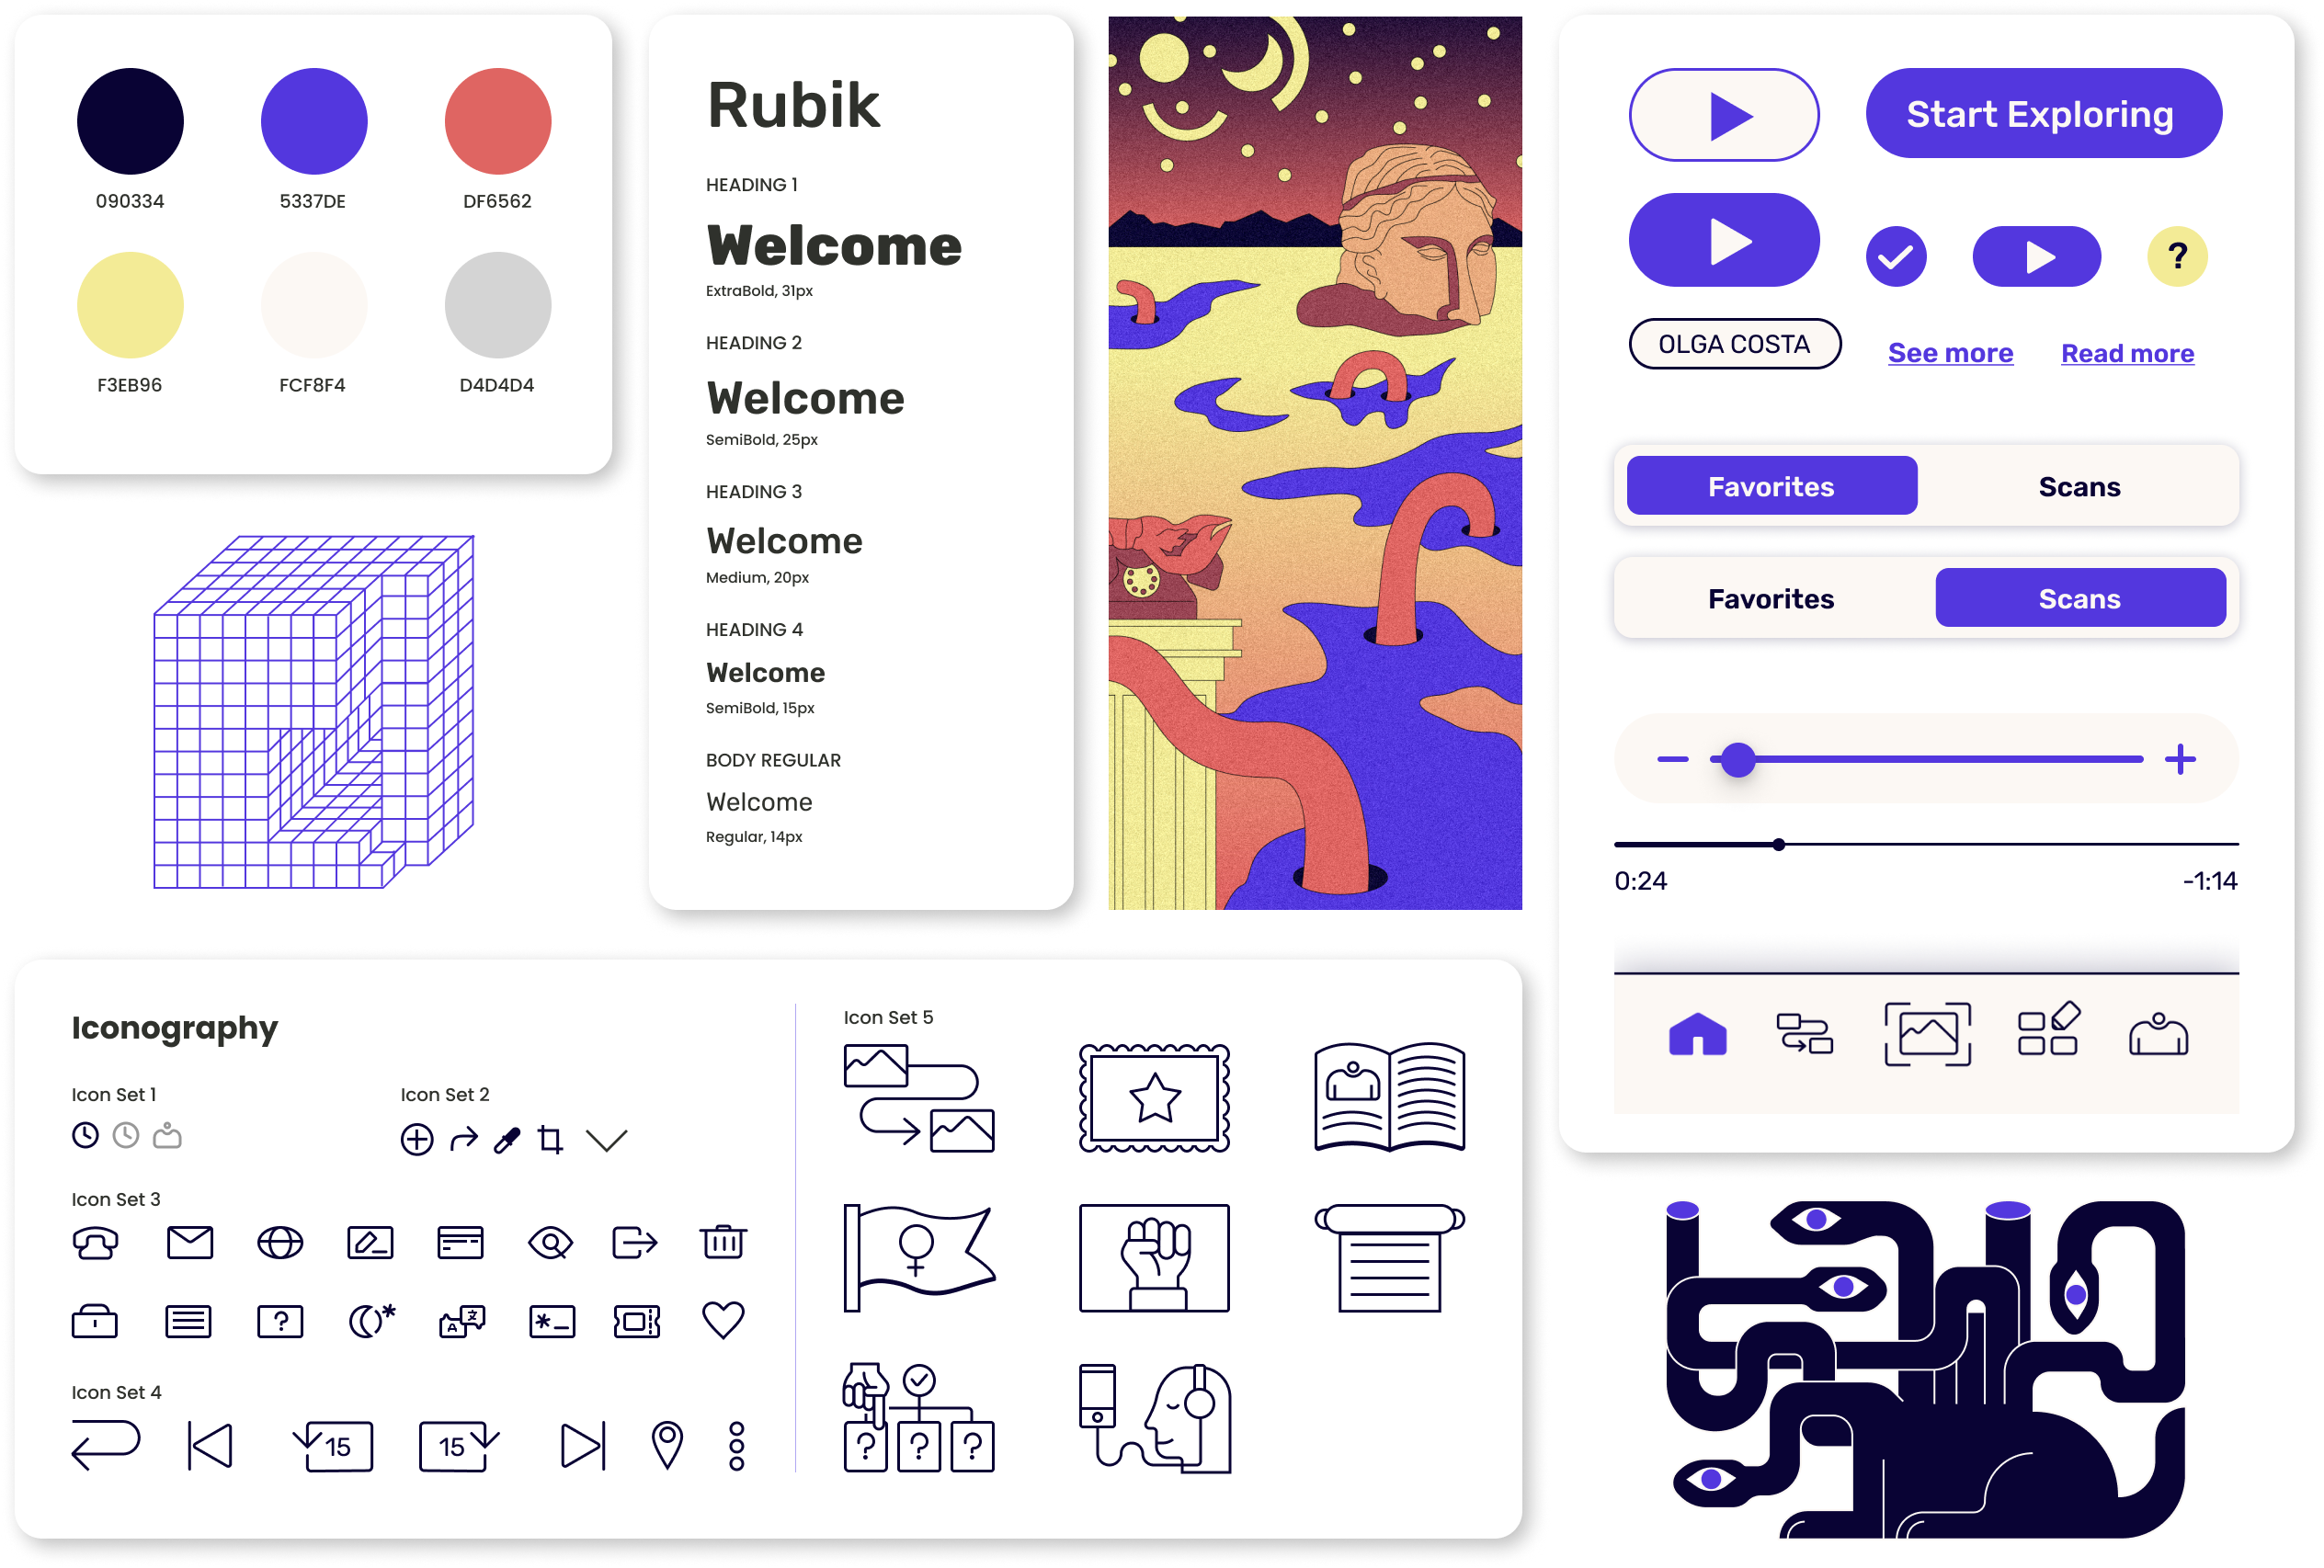 090334
5337DE
DF6562
F3EB96
FCF8F4
D4D4D4
Rubik
HEADING 1
Welcome
ExtraBold, 31px
HEADING 2
Welcome
SemiBold, 25px
HEADING 3
Welcome
Medium, 20px
HEADING 4
Welcome
SemiBold, 15px
BODY REGULAR
Welcome
Regular, 14px
Start Exploring
?
OLGA COSTA
See more
Read more
Favorites
Scans
Favorites
Scans
0:24
-1:14
Iconography
Icon Set 1
Icon Set 2
Icon Set 3
?
A
文
*_
Icon Set 4
15
15
Icon Set 5
?
?
?